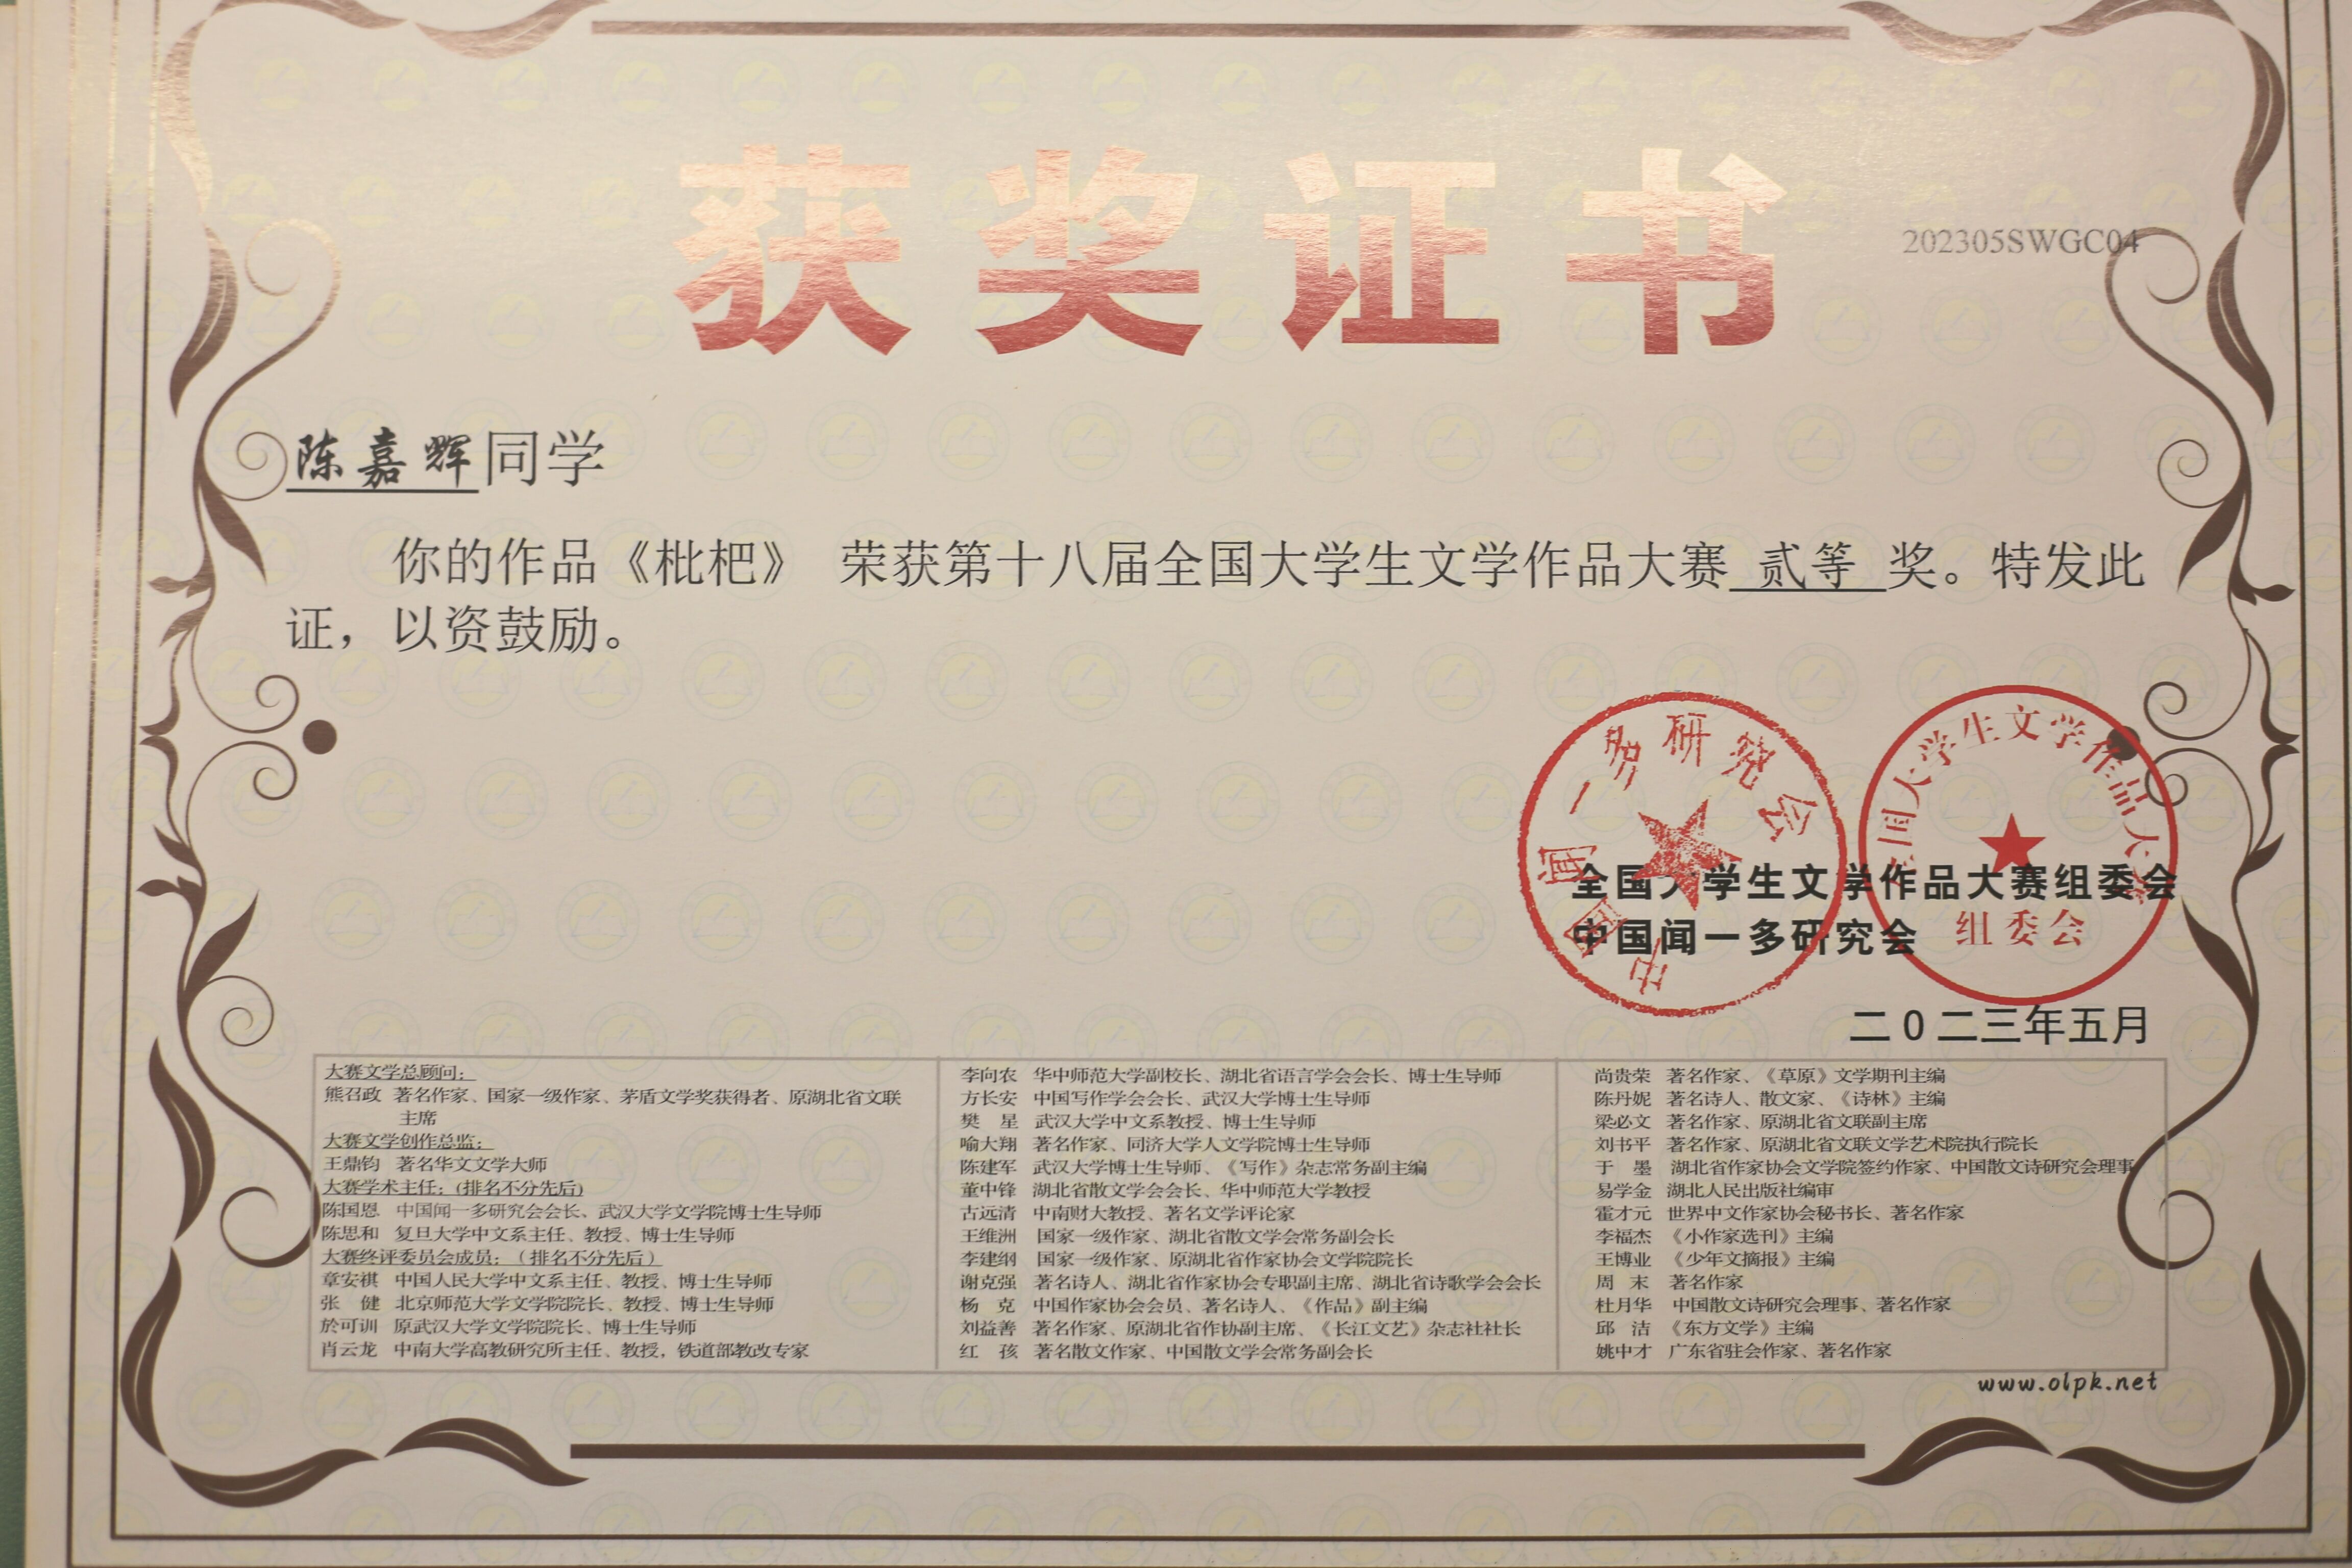 获奖证书
202305SWGC04
陈嘉辉同学
你的作品《枇杷》 荣获第十八届全国大学生文学作品大赛 贰等 奖。特发此
证，以资鼓励。
中国闻一多研究会
全国大学生文学作品大赛
组委会
全国大学生文学作品大赛组委会
中国闻一多研究会
二0二三年五月
大赛文学总顾问：
熊召政 著名作家、国家一级作家、茅盾文学奖获得者、原湖北省文联
主席
大赛文学创作总监：
王鼎钧 著名华文文学大师
大赛学术主任：（排名不分先后）
陈国恩 中国闻一多研究会会长、武汉大学文学院博士生导师
陈思和 复旦大学中文系主任、教授、博士生导师
大赛终评委员会成员：（排名不分先后）
章安祺 中国人民大学中文系主任、教授、博士生导师
张 健 北京师范大学文学院院长、教授、博士生导师
於可训 原武汉大学文学院院长、博士生导师
肖云龙 中南大学高教研究所主任、教授，铁道部教改专家
李向农 华中师范大学副校长、湖北省语言学会会长、博士生导师
方长安 中国写作学会会长、武汉大学博士生导师
樊 星 武汉大学中文系教授、博士生导师
喻大翔 著名作家、同济大学人文学院博士生导师
陈建军 武汉大学博士生导师、《写作》杂志常务副主编
董中锋 湖北省散文学会会长、华中师范大学教授
古远清 中南财大教授、著名文学评论家
王维洲 国家一级作家、湖北省散文学会常务副会长
李建纲 国家一级作家、原湖北省作家协会文学院院长
谢克强 著名诗人、湖北省作家协会专职副主席、湖北省诗歌学会会长
杨 克 中国作家协会会员、著名诗人、《作品》副主编
刘益善 著名作家、原湖北省作协副主席、《长江文艺》杂志社社长
红 孩 著名散文作家、中国散文学会常务副会长
尚贵荣 著名作家、《草原》文学期刊主编
陈丹妮 著名诗人、散文家、《诗林》主编
梁必文 著名作家、原湖北省文联副主席
刘书平 著名作家、原湖北省文联文学艺术院执行院长
于 墨 湖北省作家协会文学院签约作家、中国散文诗研究会理事
易学金 湖北人民出版社编审
霍才元 世界中文作家协会秘书长、著名作家
李福杰 《小作家选刊》主编
王博业 《少年文摘报》主编
周 末 著名作家
杜月华 中国散文诗研究会理事、著名作家
邱 洁 《东方文学》主编
姚中才 广东省驻会作家、著名作家
www.olpk.net